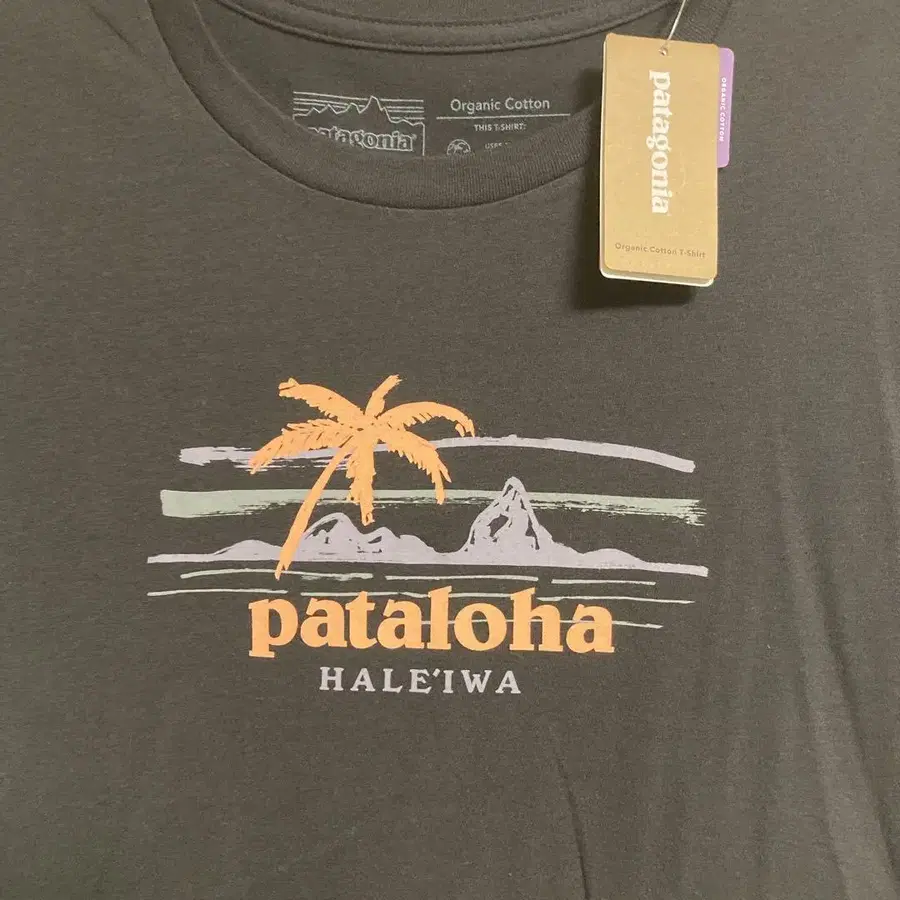 patagonia
Organic Cotton
THIS T-SHIRT:
patagonia
Organic Cotton T-Shirt
ORGANIC COTTON
pataloha
HALE'IWA